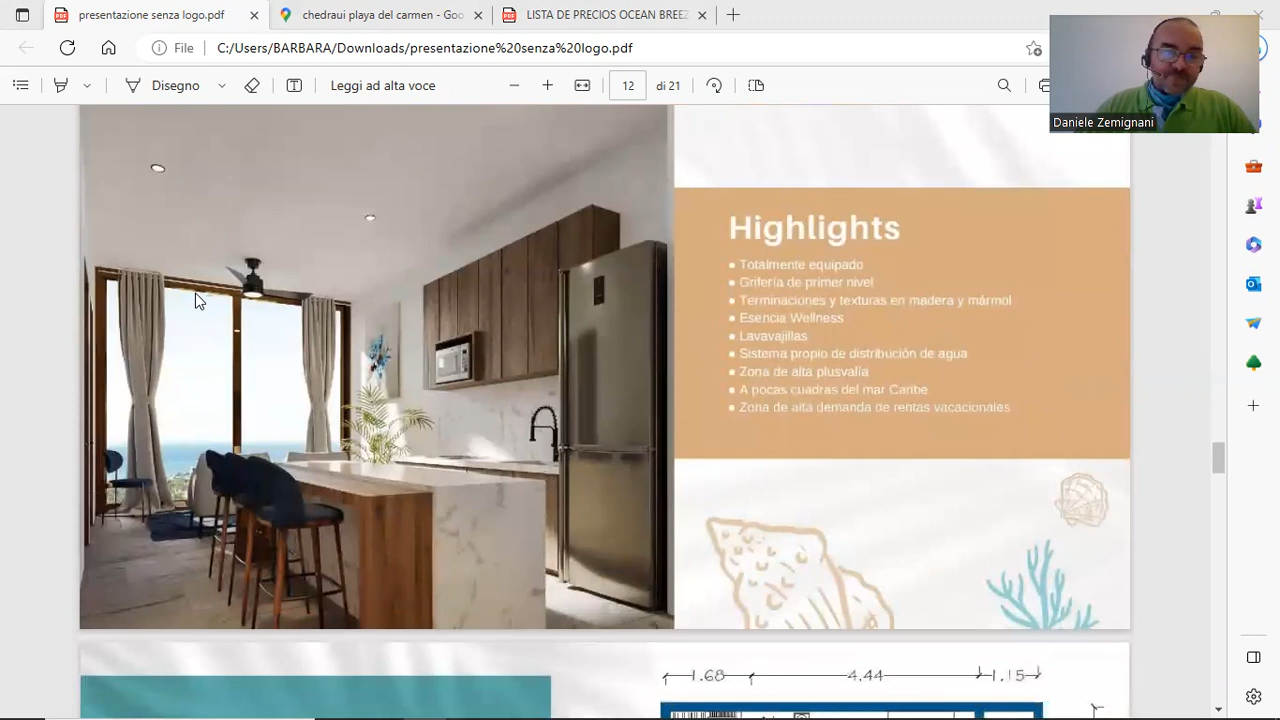 presentazione senza logo.pdf
chedraui playa del carmen - Goo
LISTA DE PRECIOS OCEAN BREEZ
File
C:/Users/BARBARA/Downloads/presentazione%20senza%20logo.pdf
Disegno
Leggi ad alta voce
12
di 21
Daniele Zemignani
Highlights
• Totalmente equipado
• Grifería de primer nivel
• Terminaciones y texturas en madera y mármol
• Esencia Wellness
• Lavavajillas
• Sistema propio de distribución de agua
• Zona de alta plusvalía
• A pocas cuadras del mar Caribe
• Zona de alta demanda de rentas vacacionales
1.68
4.44
1.15